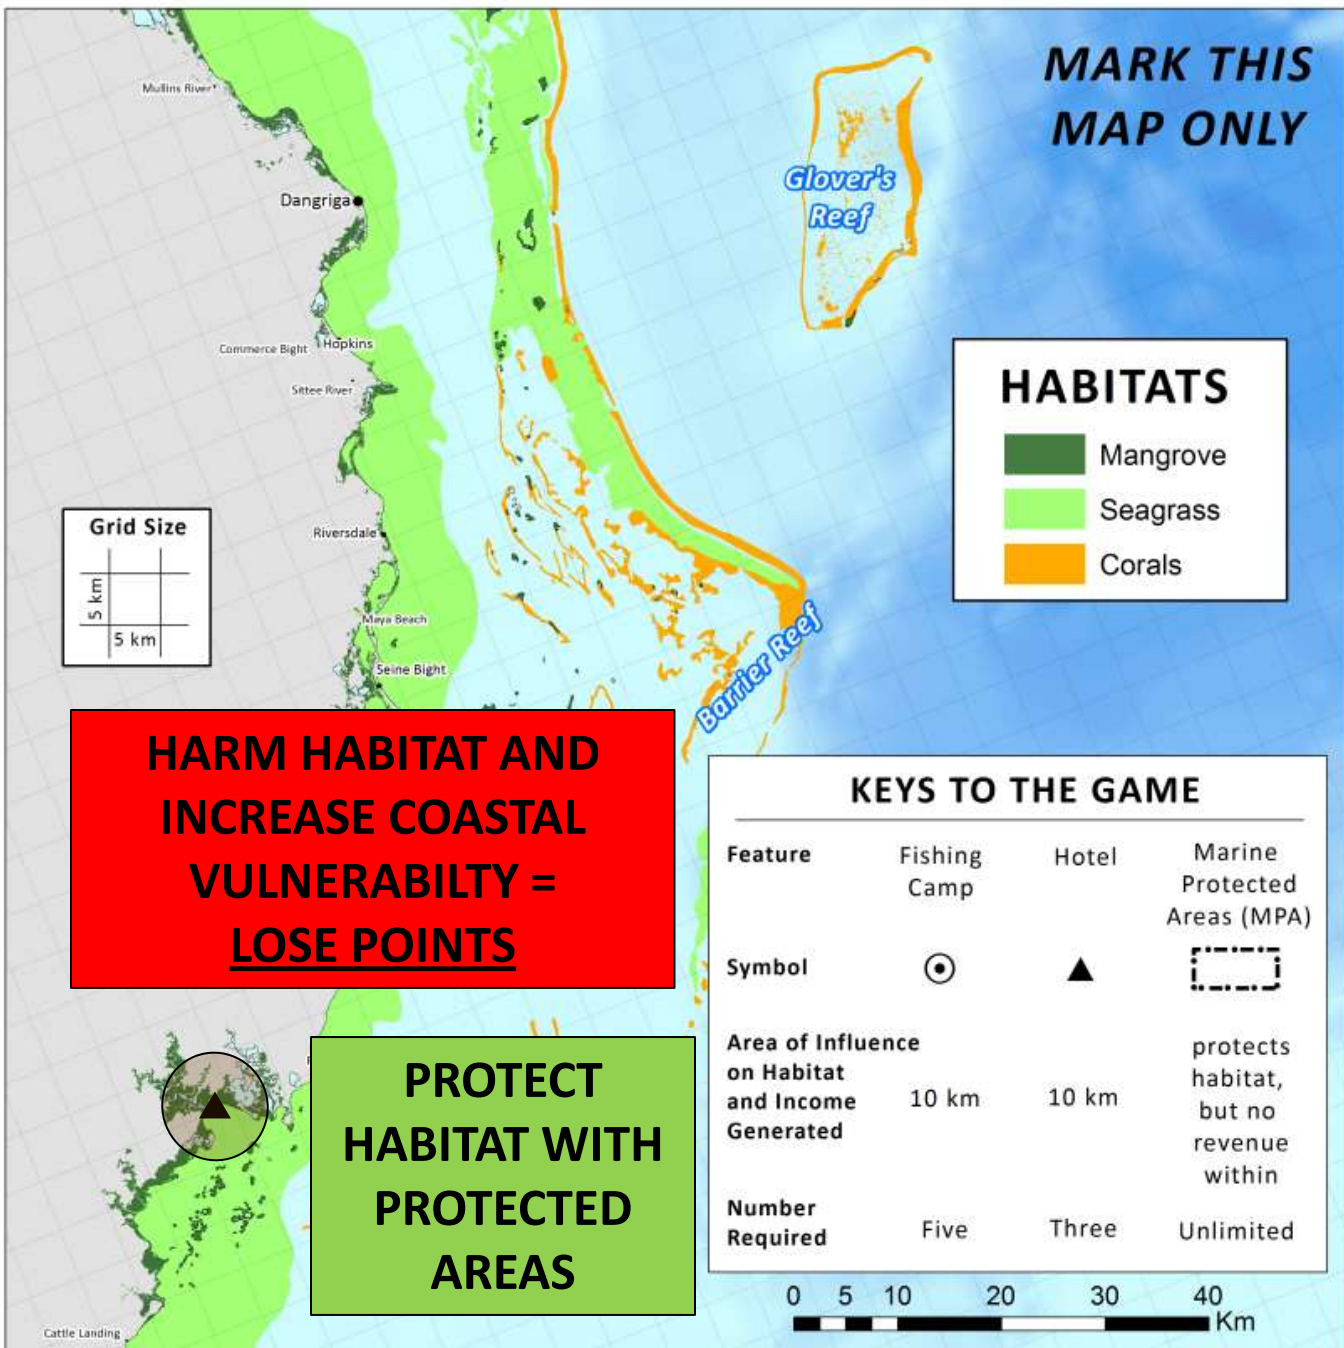 MARK THIS
MAP ONLY
Mullins River
Dangriga
Glover's
Reef
Commerce Bight
Hopkins
Sittee River
HABITATS
Mangrove
Seagrass
Corals
Grid Size
5 km
5 km
Riversdale
Maya Beach
Seine Bight
Barrier Reef
HARM HABITAT AND
INCREASE COASTAL
VULNERABILTY =
LOSE POINTS
KEYS TO THE GAME
Feature
Fishing
Camp
Hotel
Marine
Protected
Areas (MPA)
Symbol
Area of Influence
on Habitat
and Income
Generated
10 km
10 km
protects
habitat,
but no
revenue
within
Number
Required
Five
Three
Unlimited
PROTECT
HABITAT WITH
PROTECTED
AREAS
0 5 10 20 30 40
Km
Cattle Landing